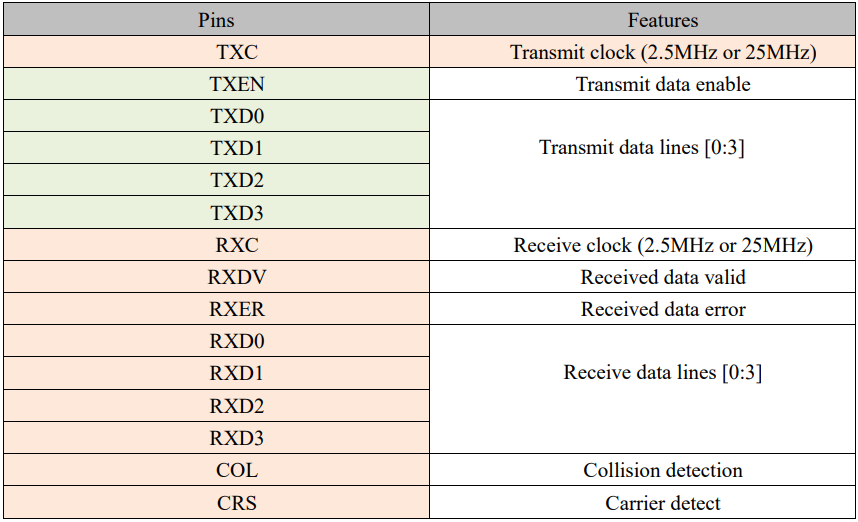 Pins Features
TXC Transmit clock (2.5MHz or 25MHz)
TXEN Transmit data enable
TXD0
TXD1 Transmit data lines [0:3]
TXD2
TXD3
RXC Receive clock (2.5MHz or 25MHz)
RXDV Received data valid
RXER Received data error
RXD0
RXD1 Receive data lines [0:3]
RXD2
RXD3
COL Collision detection
CRS Carrier detect